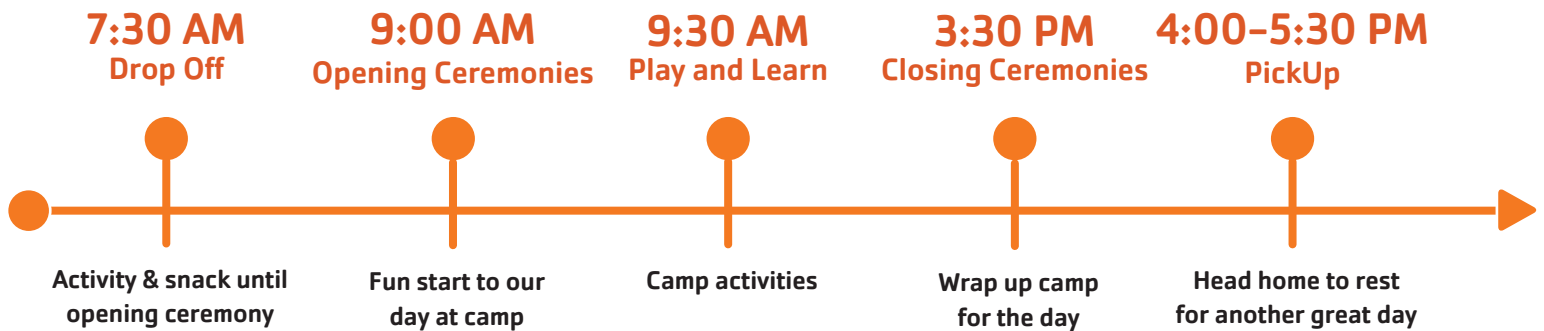 7:30 AM
Drop Off
Activity & snack until
opening ceremony
9:00 AM
Opening Ceremonies
Fun start to our
day at camp
9:30 AM
Play and Learn
Camp activities
3:30 PM
Closing Ceremonies
Wrap up camp
for the day
4:00–5:30 PM
PickUp
Head home to rest
for another great day